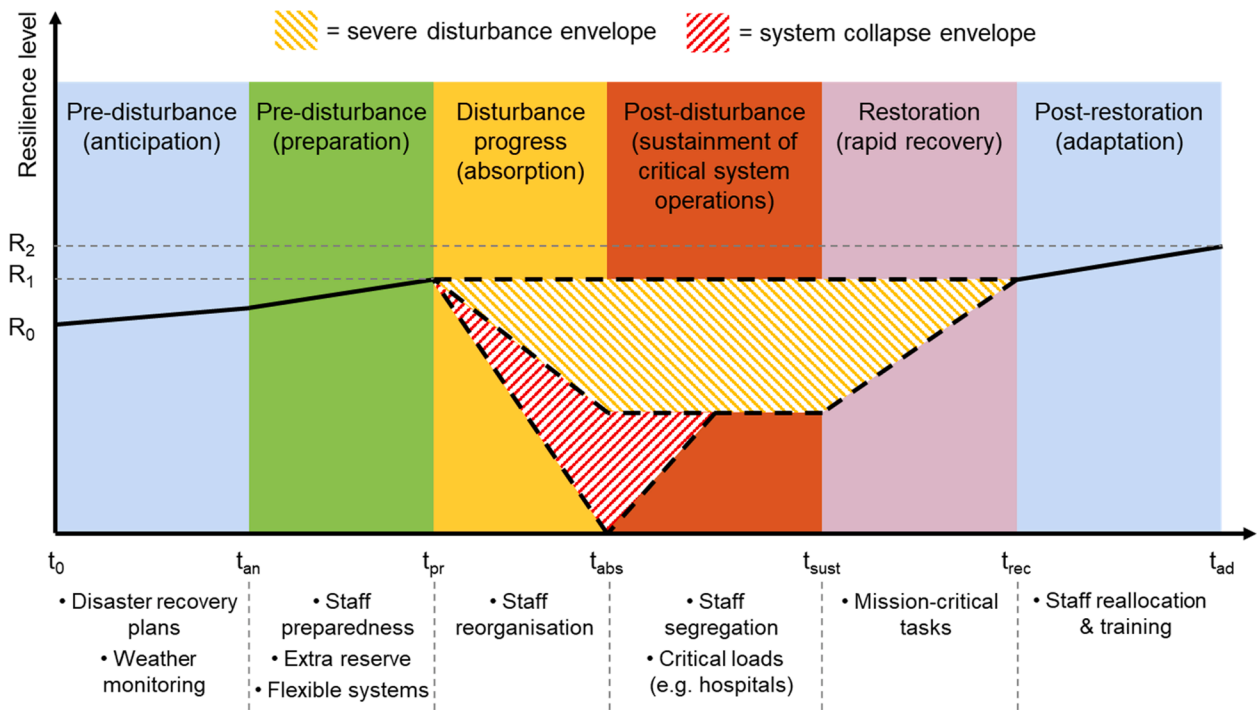 Resilience level
= severe disturbance envelope
= system collapse envelope
Pre-disturbance
(anticipation)
Pre-disturbance
(preparation)
Disturbance
progress
(absorption)
Post-disturbance
(sustainment of
critical system
operations)
Restoration
(rapid recovery)
Post-restoration
(adaptation)
R₂
R₁
R₀
t₀
tan
tpr
tabs
tsust
trec
tad
• Disaster recovery
plans
• Weather
monitoring
• Staff
preparedness
• Extra reserve
• Flexible systems
• Staff
reorganisation
• Staff
segregation
• Critical loads
(e.g. hospitals)
• Mission-critical
tasks
• Staff reallocation
& training